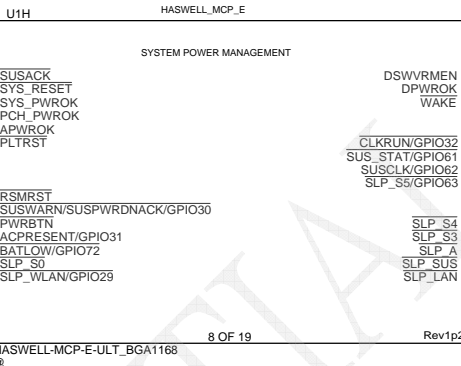 U1H
HASWELL_MCP_E
SYSTEM POWER MANAGEMENT
SUSACK
SYS_RESET
SYS_PWROK
PCH_PWROK
APWROK
PLTRST
RSMRST
SUSWARN/SUSPWRDNACK/GPIO30
PWRBTN
ACPRESENT/GPIO31
BATLOW/GPIO72
SLP_S0
SLP_WLAN/GPIO29
DSWVRMEN
DPWROK
WAKE
CLKRUN/GPIO32
SUS_STAT/GPIO61
SUSCLK/GPIO62
SLP_S5/GPIO63
SLP_S4
SLP_S3
SLP_A
SLP_SUS
SLP_LAN
8 OF 19
Rev1p2
HASWELL-MCP-E-ULT_BGA1168
@